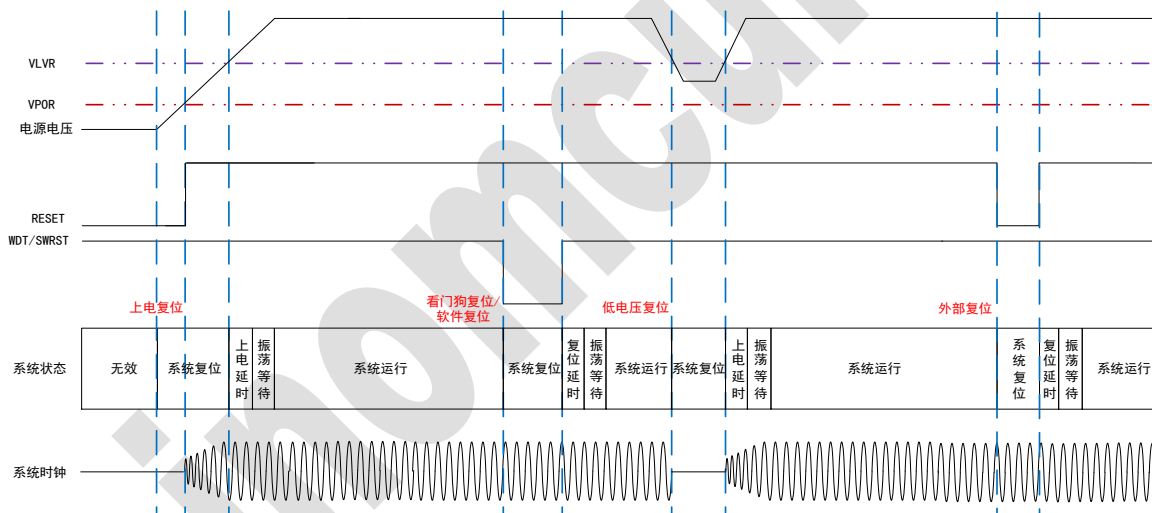 VLVR
VPOR
电源电压
RESET
WDT/SWRST
上电复位
看门狗复位/
软件复位
低电压复位
外部复位
系统状态
无效
系统复位
上电延时
振荡等待
系统运行
系统复位
复位延时
振荡等待
系统运行
系统复位
上电延时
振荡等待
系统运行
系统复位
复位延时
振荡等待
系统运行
系统时钟
inomcu